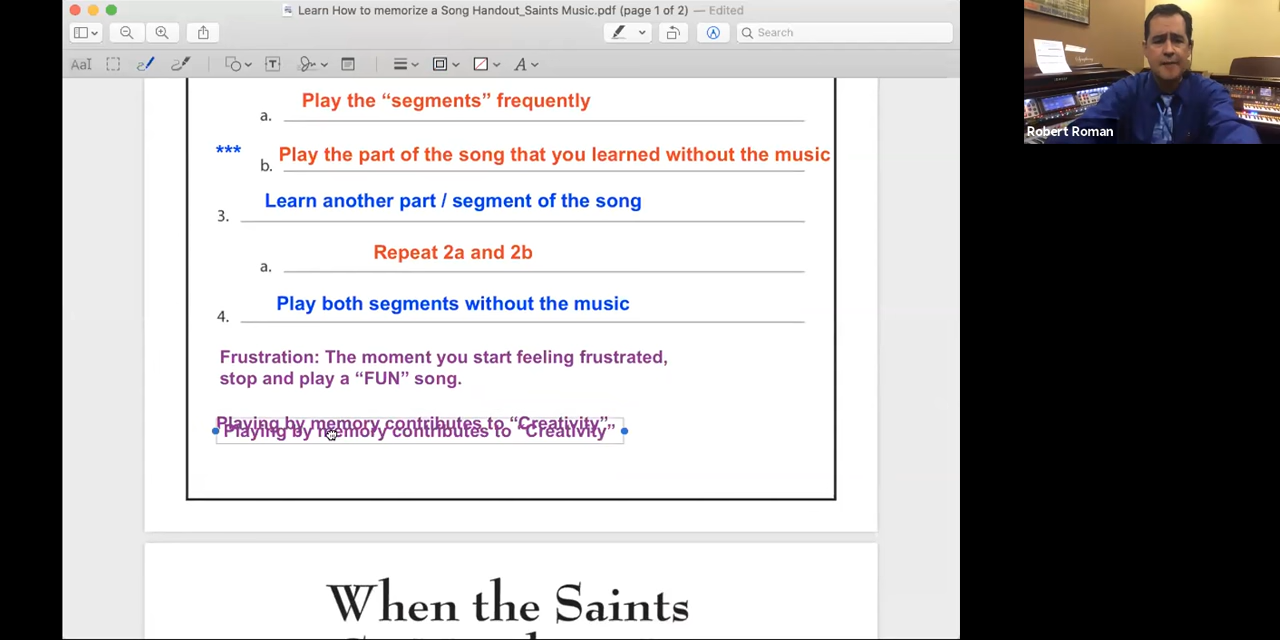 Learn How to memorize a Song Handout_Saints Music.pdf (page 1 of 2) — Edited
Search
AaI
T
A
Play the “segments” frequently
a.
*** Play the part of the song that you learned without the music
b.
Learn another part / segment of the song
3.
Repeat 2a and 2b
a.
Play both segments without the music
4.
Frustration: The moment you start feeling frustrated,
stop and play a “FUN” song.
Playing by memory contributes to “Creativity”
Playing by memory contributes to “Creativity”
When the Saints
Robert Roman